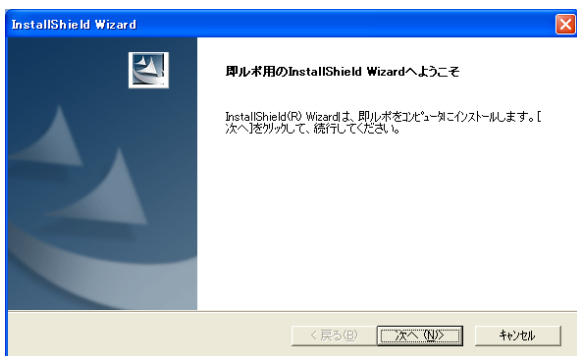 InstallShield Wizard
即ルポ用のInstallShield Wizardへようこそ
InstallShield(R) Wizardは、即ルポをコンピュータにインストールします。[
次へ]をクリックして、続行してください。
< 戻る(B)
次へ (N)>
キャンセル